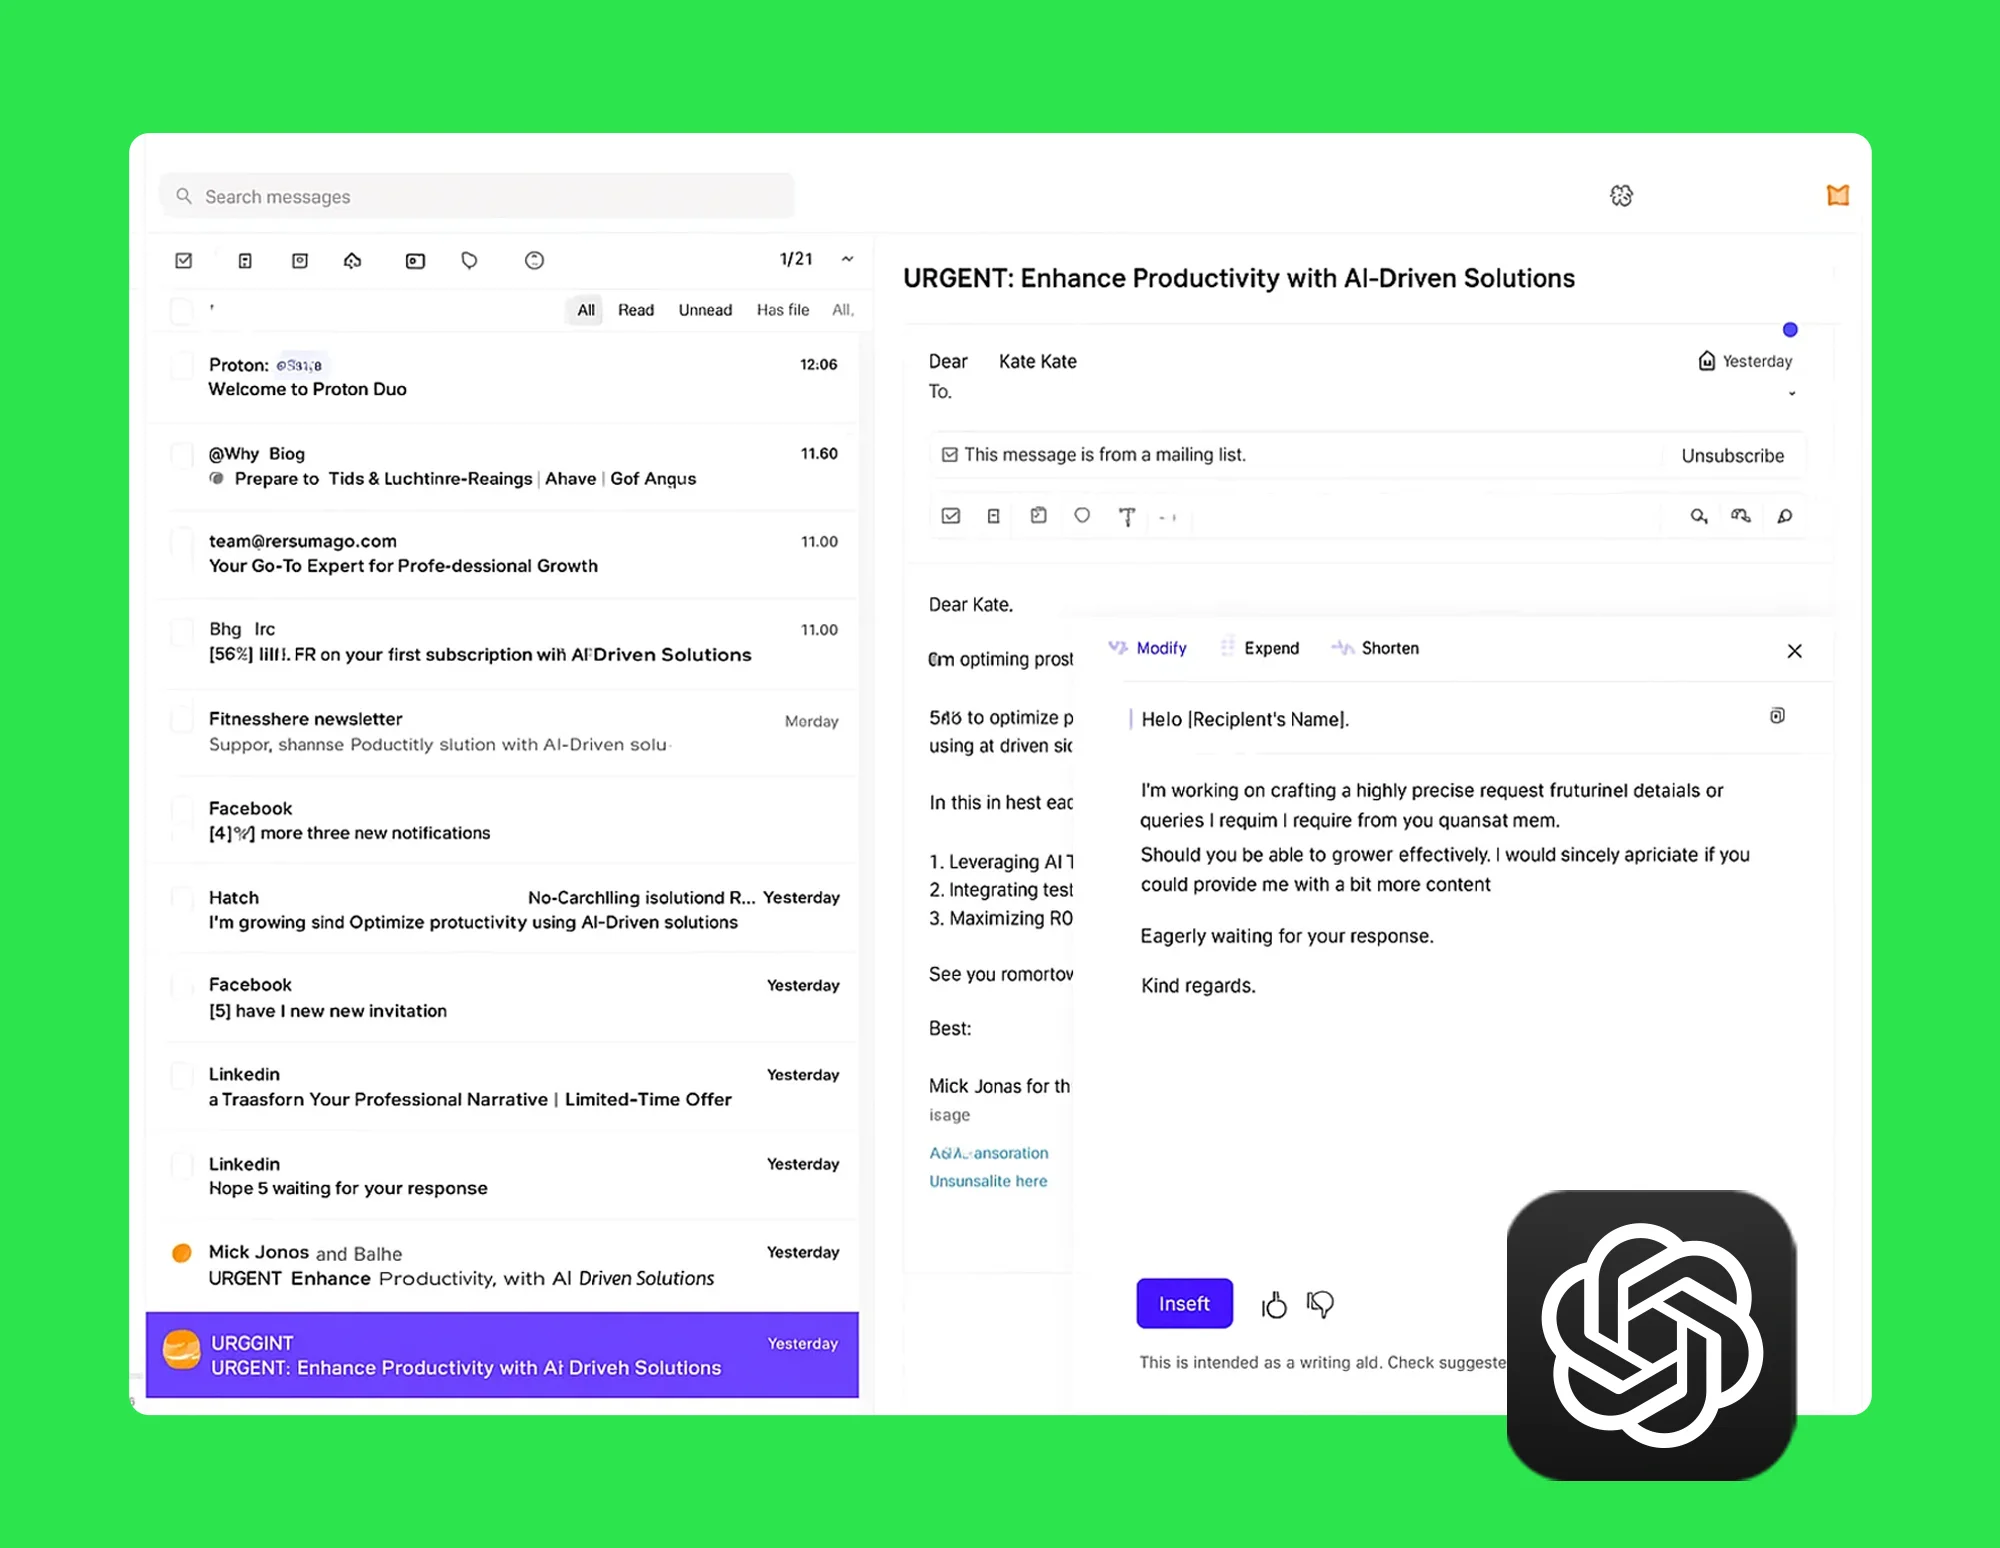 Search messages
1/21
All Read Unread Has file All,
Proton: 12:06
Welcome to Proton Duo
@Why Biog 11.60
Prepare to Tids & Luchtinre-Reaings | Ahave | Gof Anqus
team@rersumago.com 11.00
Your Go-To Expert for Profe-dessional Growth
Bhg Irc 11.00
[56%] FR on your first subscription with AI Driven Solutions
Fitnesshere newsletter Merday
Suppor, shannse Poductitly slution with AI-Driven solu
Facebook
more three new notifications
Hatch No-Carchlling isolutiond R... Yesterday
I'm growing sind Optimize protuctivity using AI-Driven solutions
Facebook Yesterday
[5] have I new new invitation
Linkedin Yesterday
a Traasforn Your Professional Narrative | Limited-Time Offer
Linkedin Yesterday
Hope 5 waiting for your response
Mick Jonos and Balhe Yesterday
URGENT Enhance Productivity, with AI Driven Solutions
URGGINT Yesterday
URGENT: Enhance Productivity with AI Driveh Solutions
URGENT: Enhance Productivity with AI-Driven Solutions
Dear Kate Kate Yesterday
To.
This message is from a mailing list. Unsubscribe
Dear Kate.
optiming prost
to optimize p
using at driven sic
In this in hest eac
1. Leveraging AI T
2. Integrating test
3. Maximizing RO
See you romortow
Best:
Mick Jonas for th
isage
ansoration
Unsunsalite here
Modify Expend Shorten
Helo |Reciplent's Name].
I'm working on crafting a highly precise request fruturinel detaials or
queries I requim I require from you quansat mem.
Should you be able to grower effectively. I would sincely apriciate if you
could provide me with a bit more content
Eagerly waiting for your response.
Kind regards.
Inseft
This is intended as a writing ald. Check suggeste